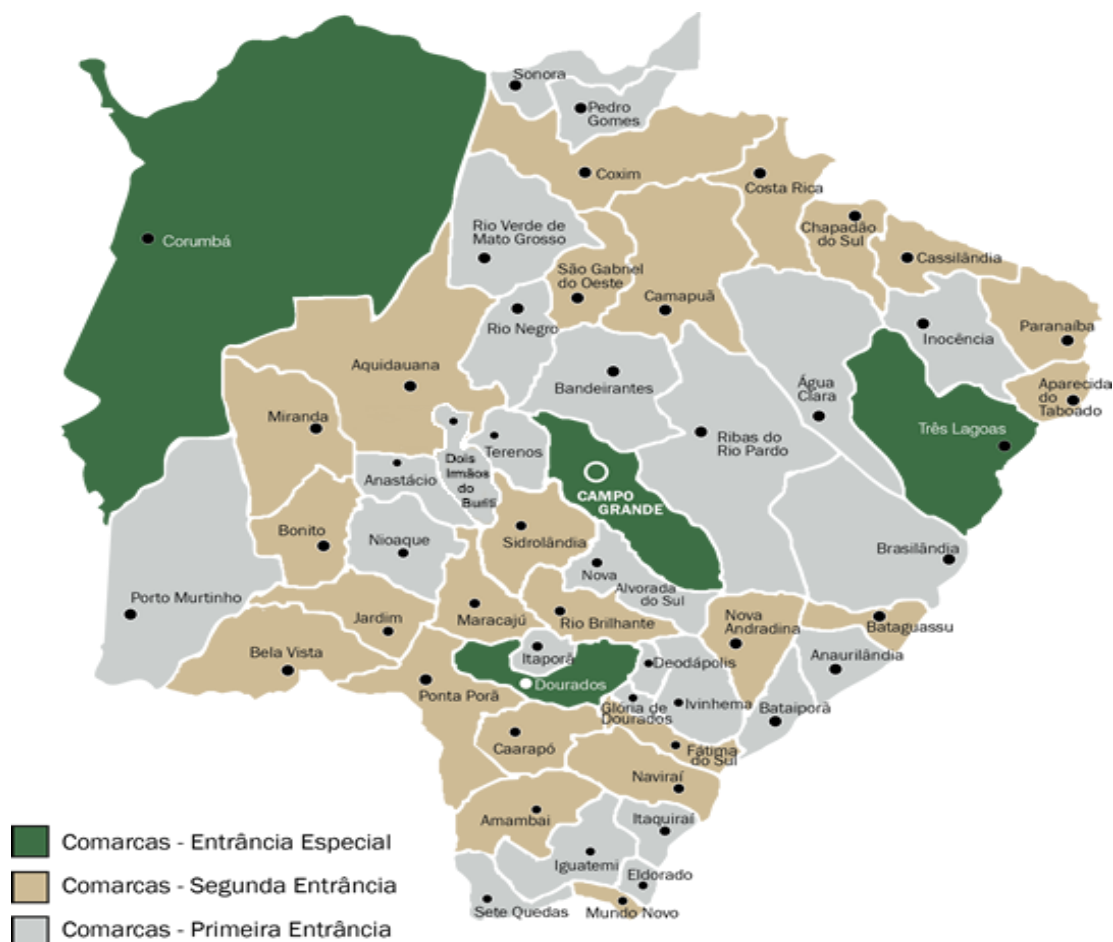 Sonora
Pedro
Gomes
Coxim
Costa Rica
Rio Verde de
Mato Grosso
Chapadão
do Sul
Corumbá
Cassilândia
São Gabriel
do Oeste
Camapuã
Rio Negro
Paranaíba
Inocência
Aquidauana
Bandeirantes
Água
Clara
Aparecida
do
Taboado
Miranda
Ribas do
Rio Pardo
Três Lagoas
Terenos
Dois
Irmãos
do
Buriti
Anastácio
CAMPO
GRANDE
Bonito
Nioaque
Sidrolândia
Brasilândia
Nova
Alvorada
do Sul
Porto Murtinho
Jardim
Maracajú
Rio Brilhante
Nova
Andradina
Bataguassu
Bela Vista
Itaporã
Deodápolis
Anaurilândia
Ponta Porã
Dourados
Glória de
Dourados
Ivinhema
Bataiporã
Caarapó
Fátima
do Sul
Naviraí
Amambai
Itaquiraí
Iguatemi
Eldorado
Sete Quedas
Mundo Novo
Comarcas - Entrância Especial
Comarcas - Segunda Entrância
Comarcas - Primeira Entrância